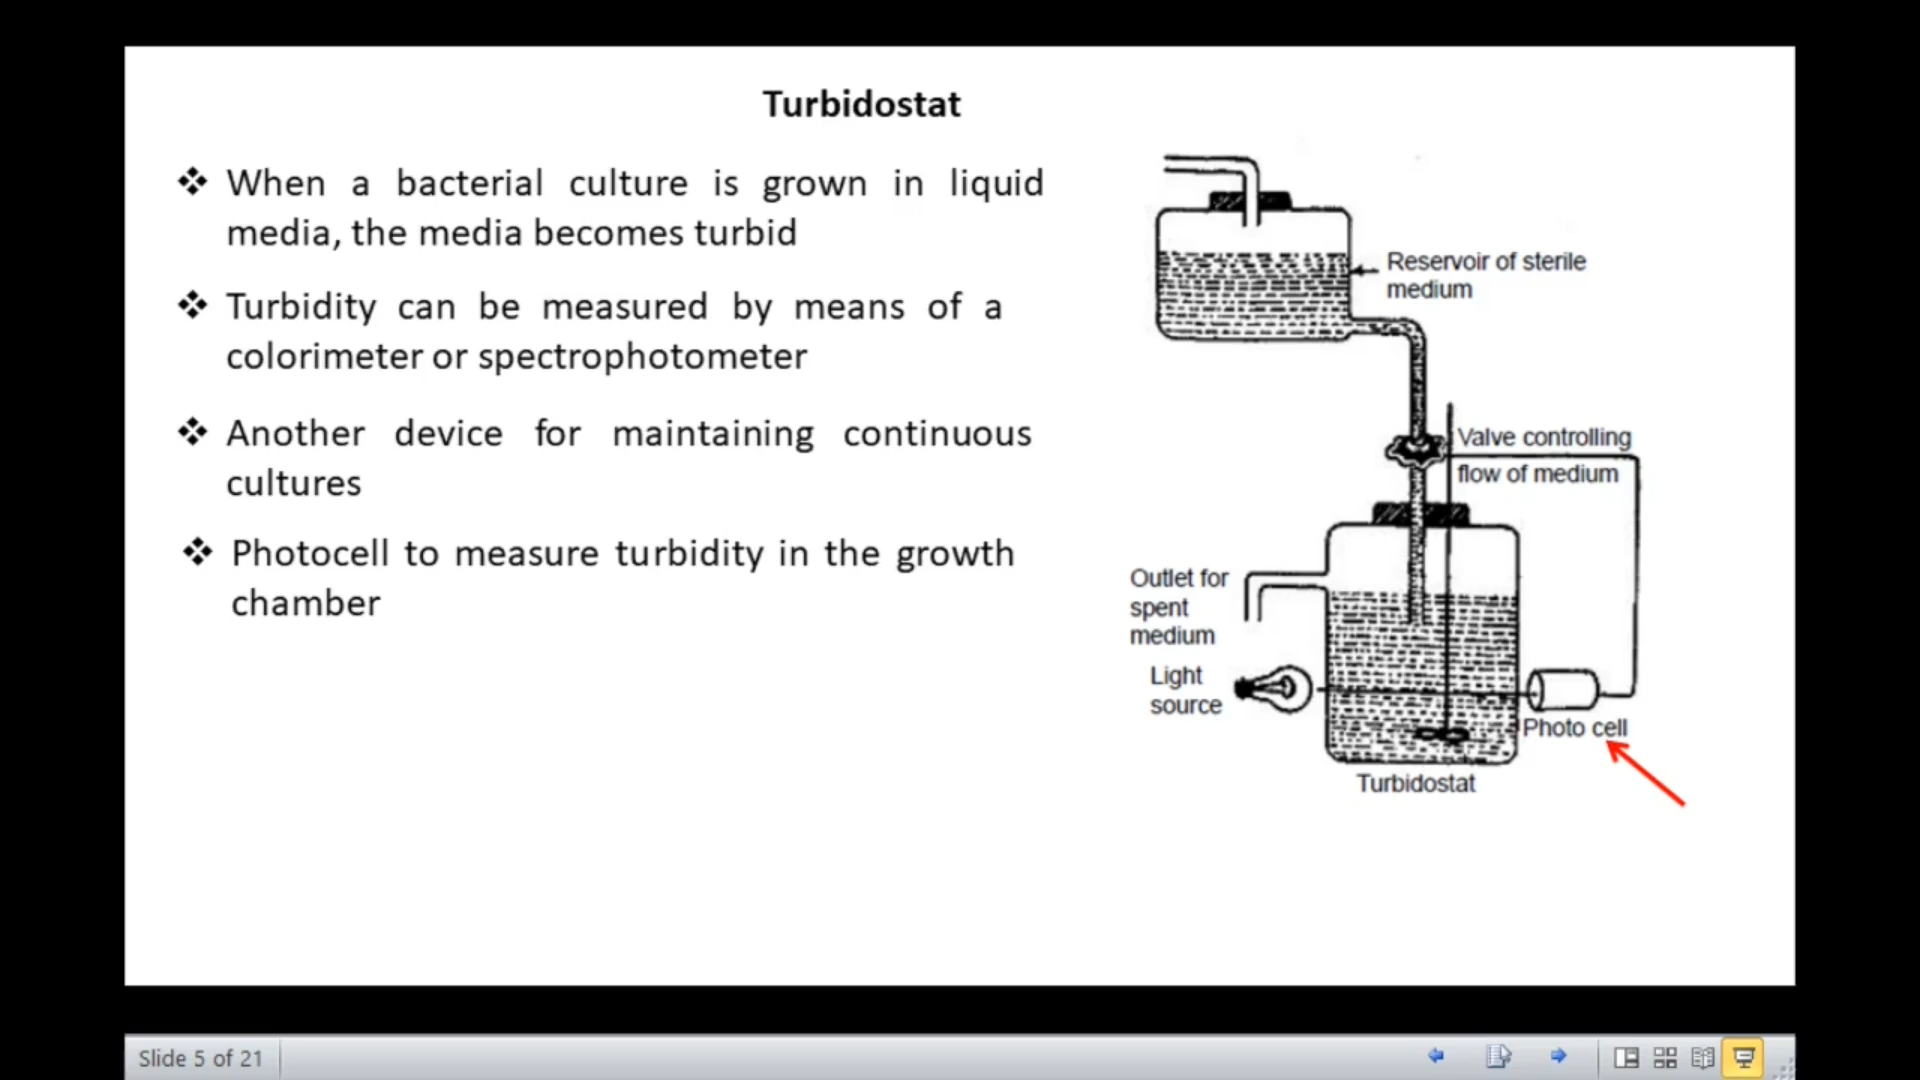 Turbidostat
When a bacterial culture is grown in liquid
media, the media becomes turbid
Turbidity can be measured by means of a
colorimeter or spectrophotometer
Another device for maintaining continuous
cultures
Photocell to measure turbidity in the growth
chamber
Reservoir of sterile
medium
Valve controlling
flow of medium
Outlet for
spent
medium
Light
source
Photo cell
Turbidostat
Slide 5 of 21